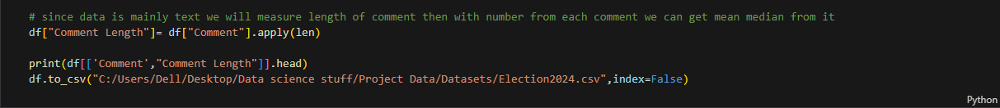 # since data is mainly text we will measure length of comment then with number from each comment we can get mean median from it
df["Comment Length"]= df["Comment"].apply(len)
print(df[['Comment',"Comment Length"]].head)
df.to_csv("C:/Users/Dell/Desktop/Data science stuff/Project Data/Datasets/Election2024.csv",index=False)
Python